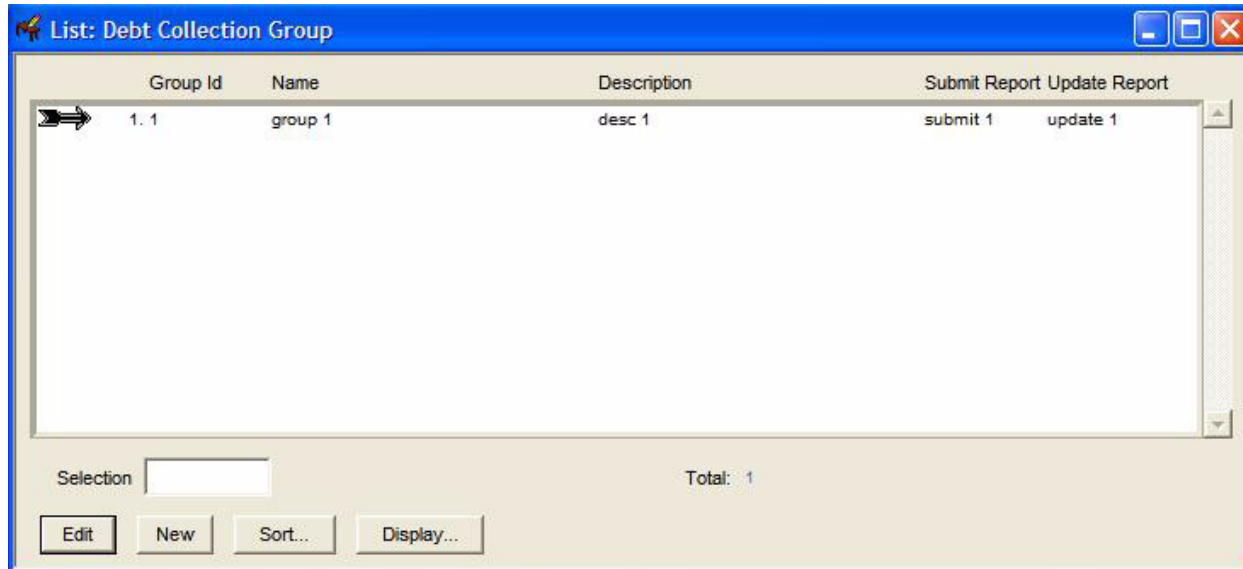 List: Debt Collection Group
Group Id Name Description Submit Report Update Report
1. 1 group 1 desc 1 submit 1 update 1
Selection Total: 1
Edit New Sort... Display...